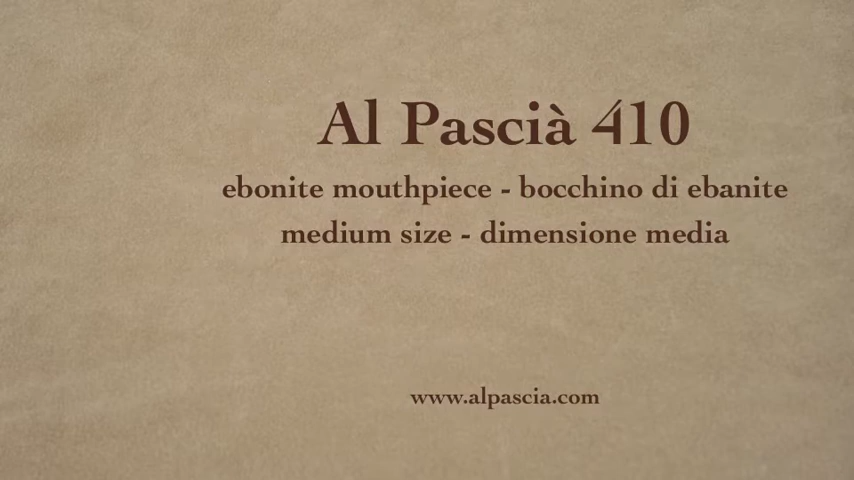 Al Pascià 410
ebonite mouthpiece - bocchino di ebanite
medium size - dimensione media
www.alpascia.com